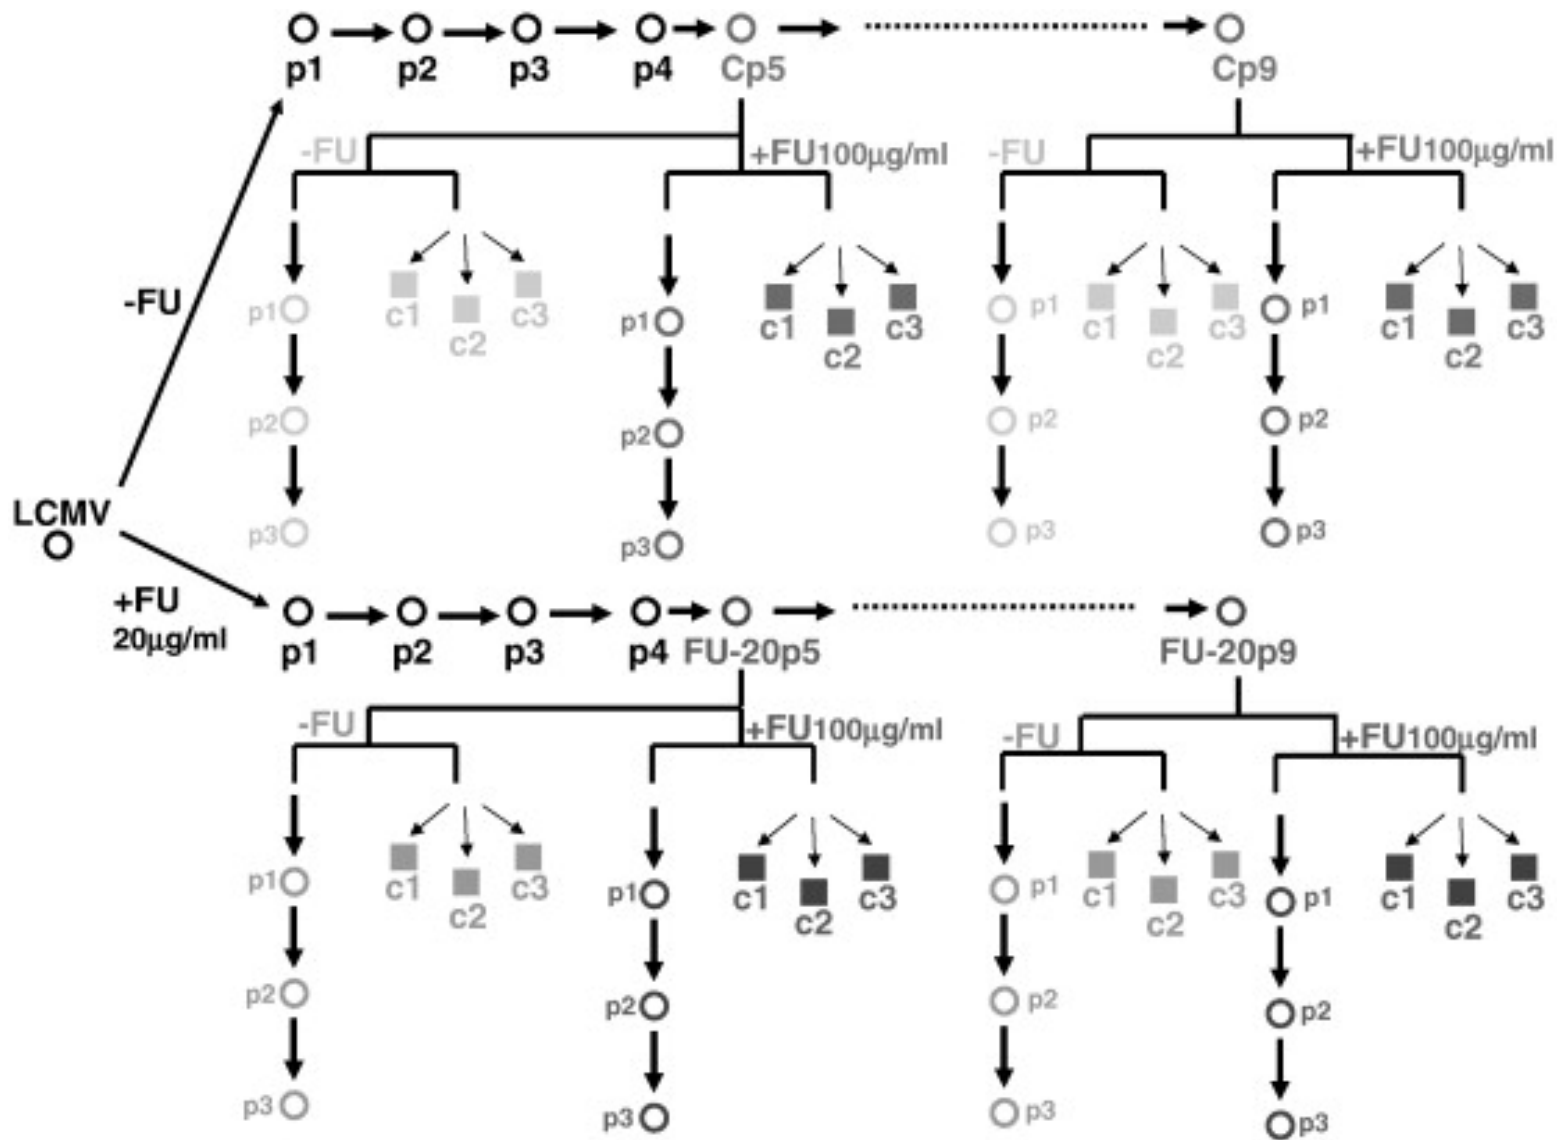 p1 p2 p3 p4 Cp5 Cp9
-FU +FU100µg/ml -FU +FU100µg/ml
-FU
p1 c1 c2 c3 p1 c1 c2 c3 p1 c1 c2 c3 p1 c1 c2 c3
p2 p2 p2 p2
LCMV
p3 p3 p3 p3
+FU
20µg/ml
p1 p2 p3 p4 FU-20p5 FU-20p9
-FU +FU100µg/ml -FU +FU100µg/ml
p1 c1 c2 c3 p1 c1 c2 c3 p1 c1 c2 c3 p1 c1 c2 c3
p2 p2 p2 p2
p3 p3 p3 p3